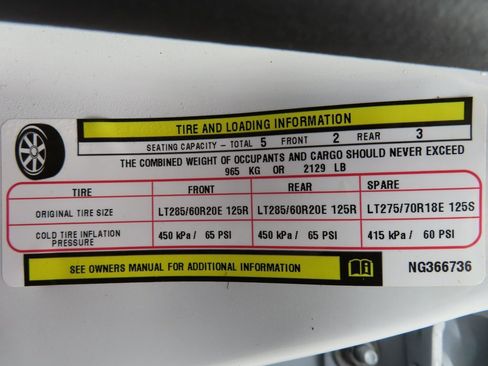 TIRE AND LOADING INFORMATION
SEATING CAPACITY - TOTAL 5 FRONT 2 REAR 3
THE COMBINED WEIGHT OF OCCUPANTS AND CARGO SHOULD NEVER EXCEED
965 KG OR 2129 LB
TIRE FRONT REAR SPARE
ORIGINAL TIRE SIZE LT285/60R20E 125R LT285/60R20E 125R LT275/70R18E 125S
COLD TIRE INFLATION PRESSURE 450 kPa / 65 PSI 450 kPa / 65 PSI 415 kPa / 60 PSI
SEE OWNERS MANUAL FOR ADDITIONAL INFORMATION NG366736